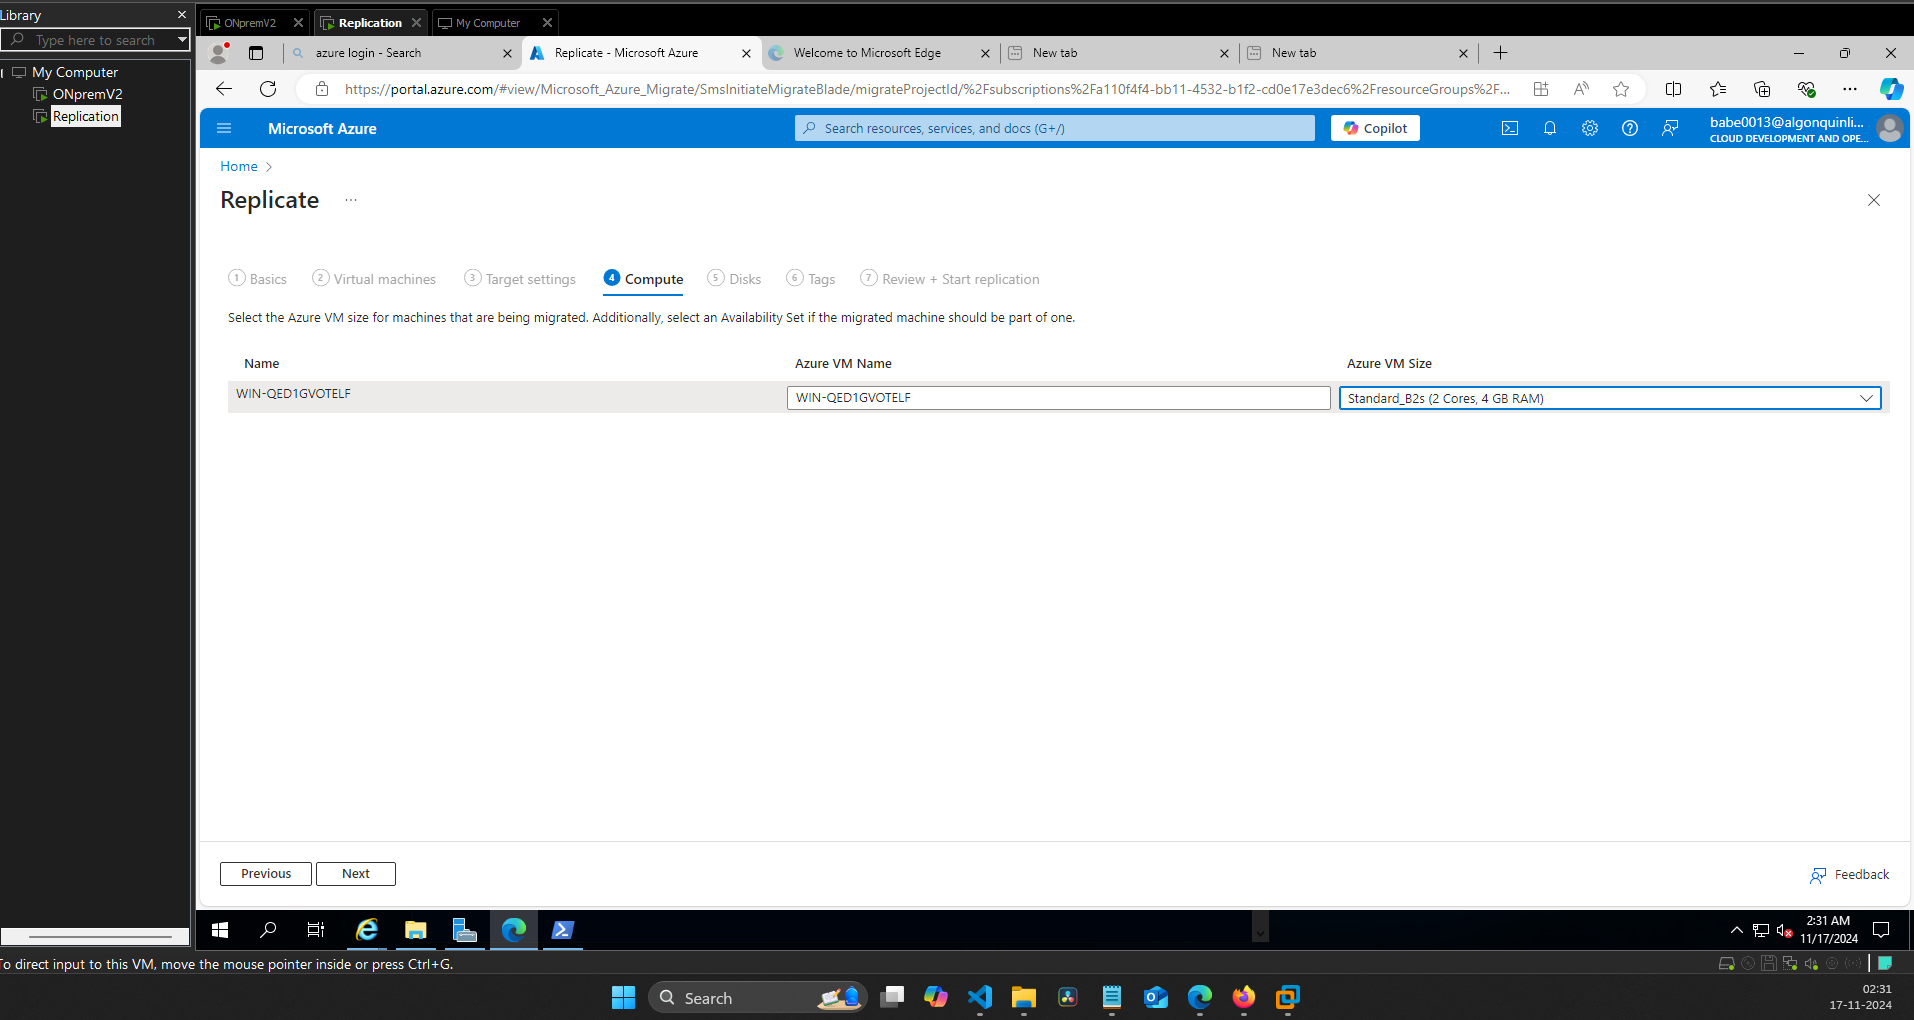 Library
Type here to search
My Computer
ONpremV2
Replication
ONpremV2
Replication
My Computer
azure login - Search
Replicate - Microsoft Azure
Welcome to Microsoft Edge
New tab
New tab
https://portal.azure.com/#view/Microsoft_Azure_Migrate/SmsInitiateMigrateBlade/migrateProjectId/%2Fsubscriptions%2Fa110f4f4-bb11-4532-b1f2-cd0e17e3dec6%2FresourceGroups%2F...
Microsoft Azure
Search resources, services, and docs (G+/)
Copilot
babe0013@algonquinli...
CLOUD DEVELOPMENT AND OPE...
Home
Replicate
1 Basics
2 Virtual machines
3 Target settings
4 Compute
5 Disks
6 Tags
7 Review + Start replication
Select the Azure VM size for machines that are being migrated. Additionally, select an Availability Set if the migrated machine should be part of one.
Name Azure VM Name Azure VM Size
WIN-QED1GVOTELF WIN-QED1GVOTELF Standard_B2s (2 Cores, 4 GB RAM)
Previous
Next
Feedback
2:31 AM
11/17/2024
To direct input to this VM, move the mouse pointer inside or press Ctrl+G.
Search
02:31
17-11-2024